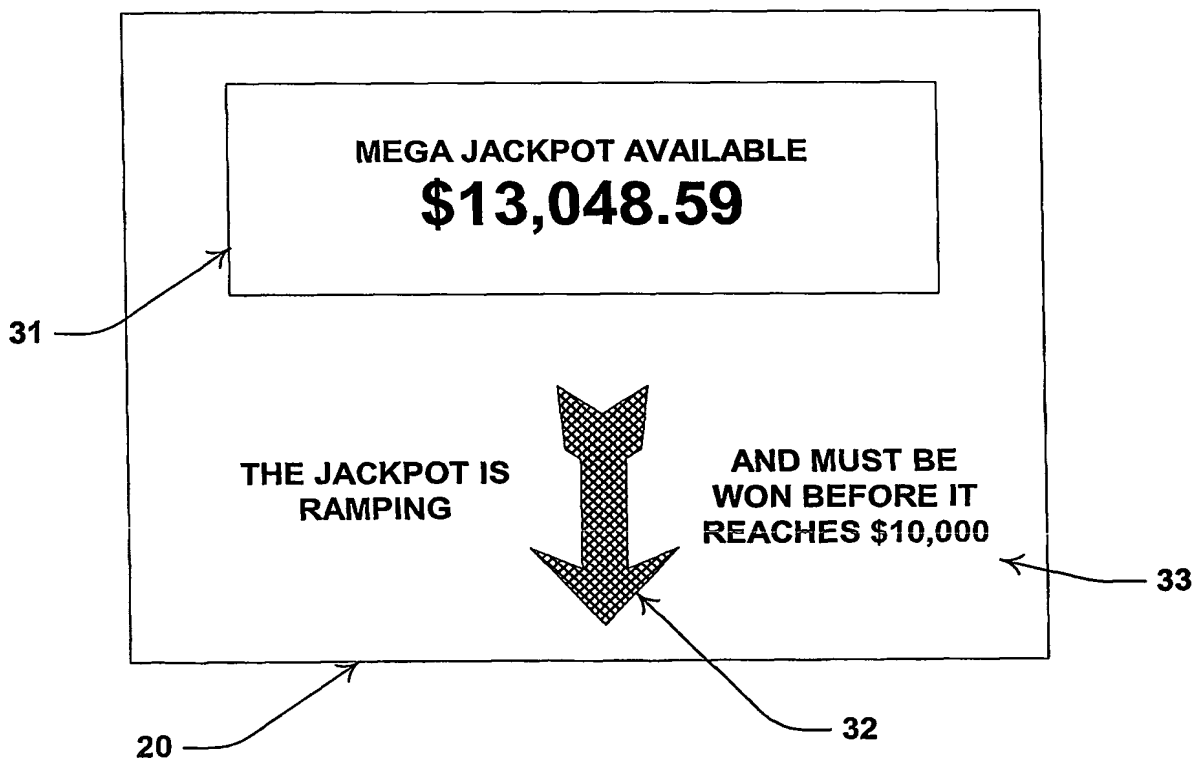 MEGA JACKPOT AVAILABLE
$13,048.59
31
THE JACKPOT IS
RAMPING
AND MUST BE
WON BEFORE IT
REACHES $10,000
33
32
20